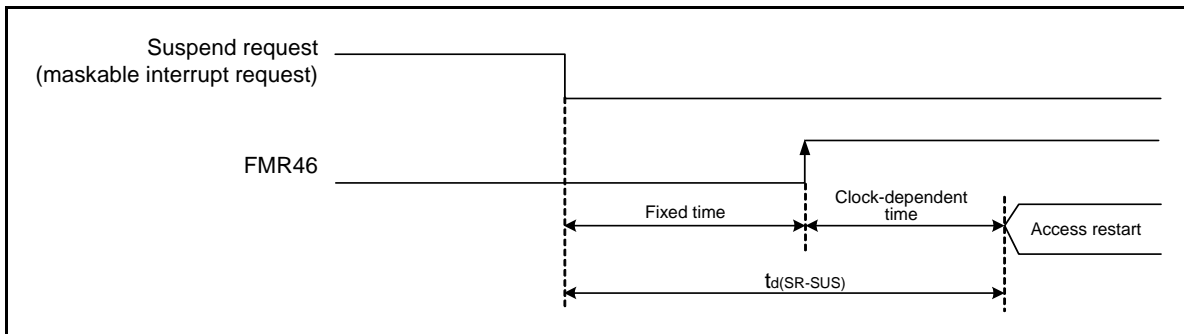 Suspend request
(maskable interrupt request)
FMR46
Fixed time
Clock-dependent
time
Access restart
td(SR-SUS)